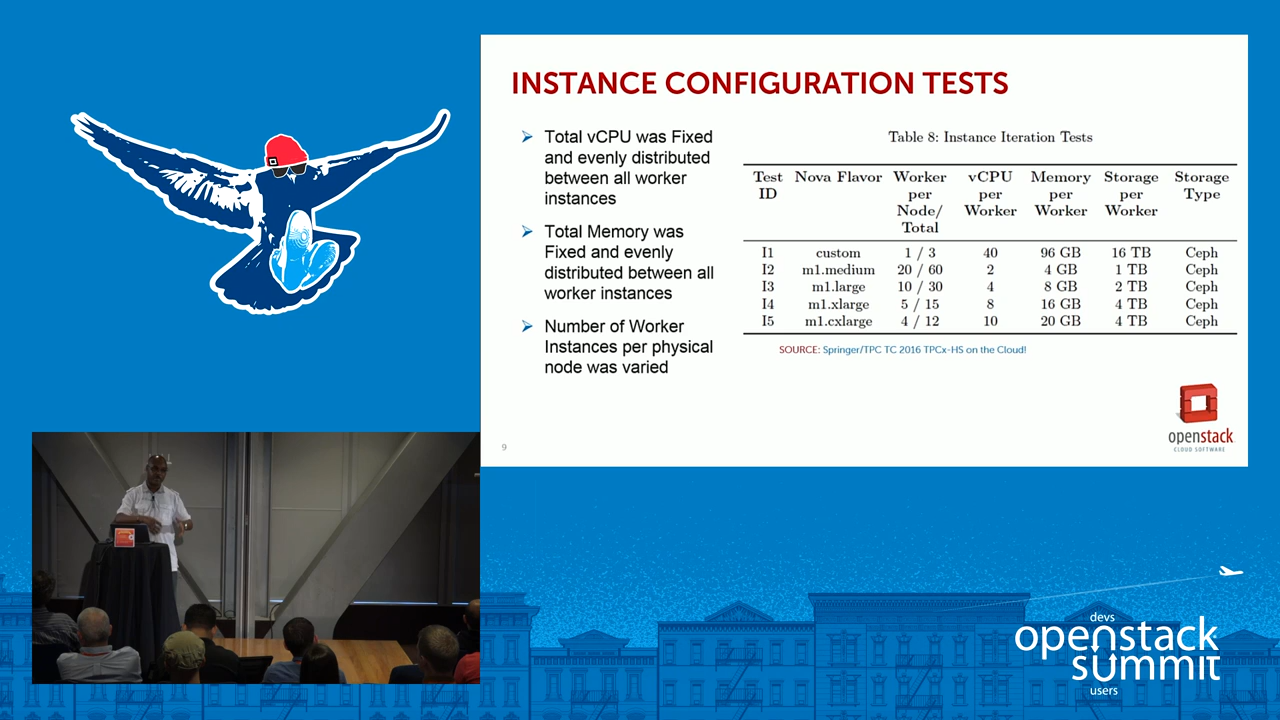 INSTANCE CONFIGURATION TESTS
➢ Total vCPU was Fixed
and evenly distributed
between all worker
instances
➢ Total Memory was
Fixed and evenly
distributed between all
worker instances
➢ Number of Worker
Instances per physical
node was varied
Table 8: Instance Iteration Tests
Test ID | Nova Flavor | Worker per Node/ Total | vCPU per Worker | Memory per Worker | Storage per Worker | Storage Type
I1 custom 1 / 3 40 96 GB 16 TB Ceph
I2 m1.medium 20 / 60 2 4 GB 1 TB Ceph
I3 m1.large 10 / 30 4 8 GB 2 TB Ceph
I4 m1.xlarge 5 / 15 8 16 GB 4 TB Ceph
I5 m1.cxlarge 4 / 12 10 20 GB 4 TB Ceph
SOURCE: Springer/TPC TC 2016 TPCx-HS on the Cloud!
openstack
CLOUD SOFTWARE
9
devs
openstack
summit
users